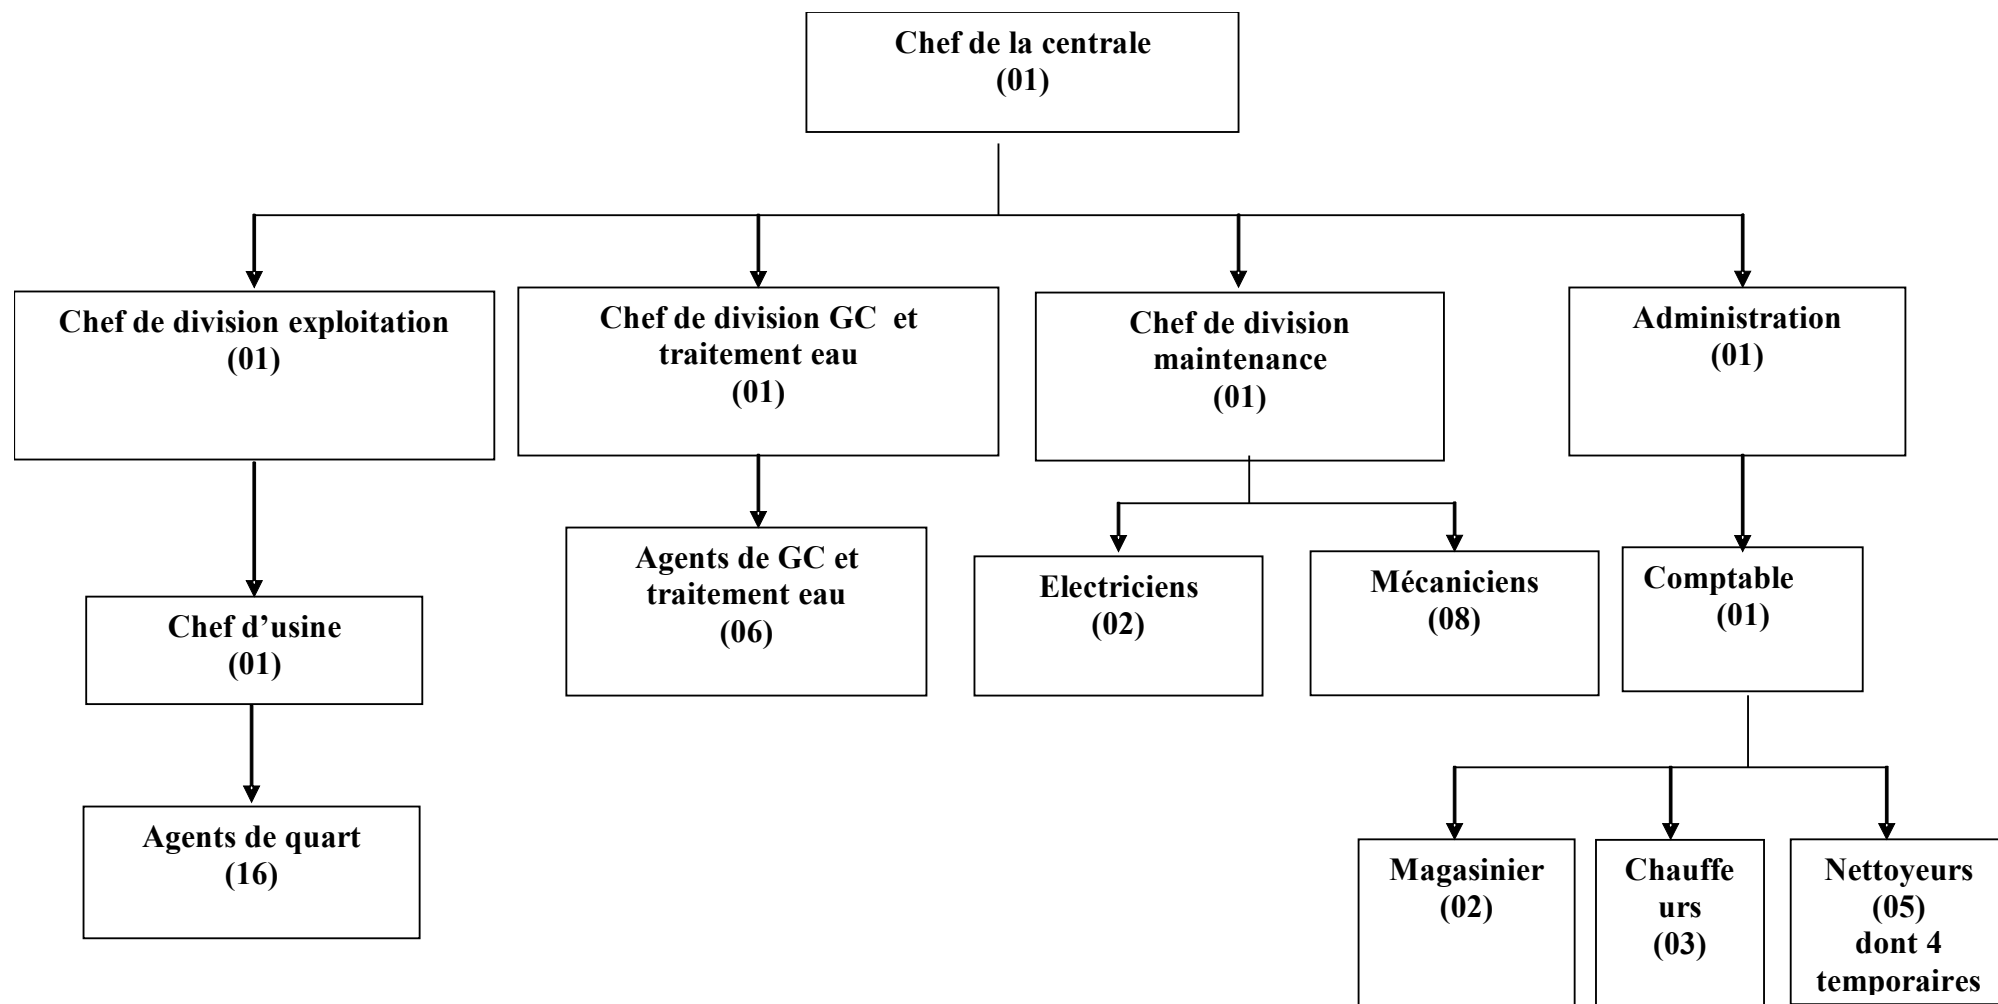 Chef de la centrale
(01)
Chef de division exploitation
(01)
Chef de division GC et
traitement eau
(01)
Chef de division
maintenance
(01)
Administration
(01)
Chef d’usine
(01)
Agents de GC et
traitement eau
(06)
Electriciens
(02)
Mécaniciens
(08)
Comptable
(01)
Agents de quart
(16)
Magasinier
(02)
Chauffe
urs
(03)
Nettoyeurs
(05)
dont 4
temporaires